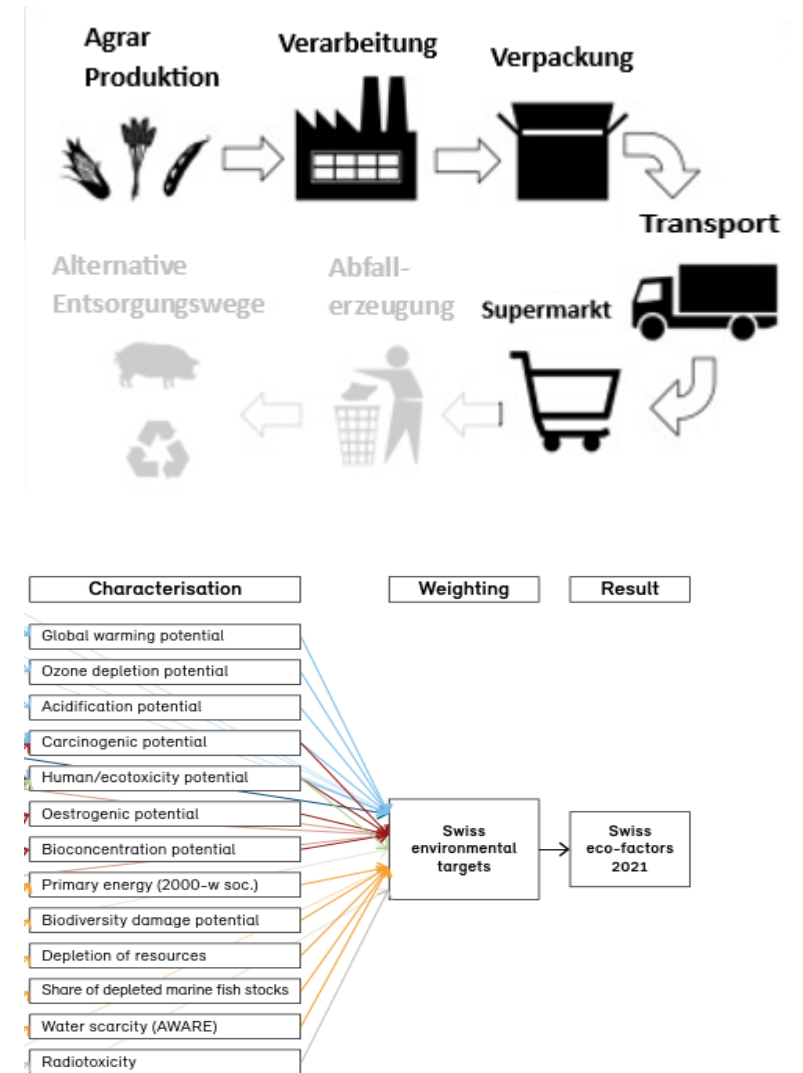 Agrar
Produktion
Verarbeitung
Verpackung
Transport
Alternative
Entsorgungswege
Abfall-
erzeugung
Supermarkt
Characterisation
Weighting
Result
Global warming potential
Ozone depletion potential
Acidification potential
Carcinogenic potential
Human/ecotoxicity potential
Oestrogenic potential
Bioconcentration potential
Primary energy (2000-w soc.)
Biodiversity damage potential
Depletion of resources
Share of depleted marine fish stocks
Water scarcity (AWARE)
Radiotoxicity
Swiss
environmental
targets
Swiss
eco-factors
2021